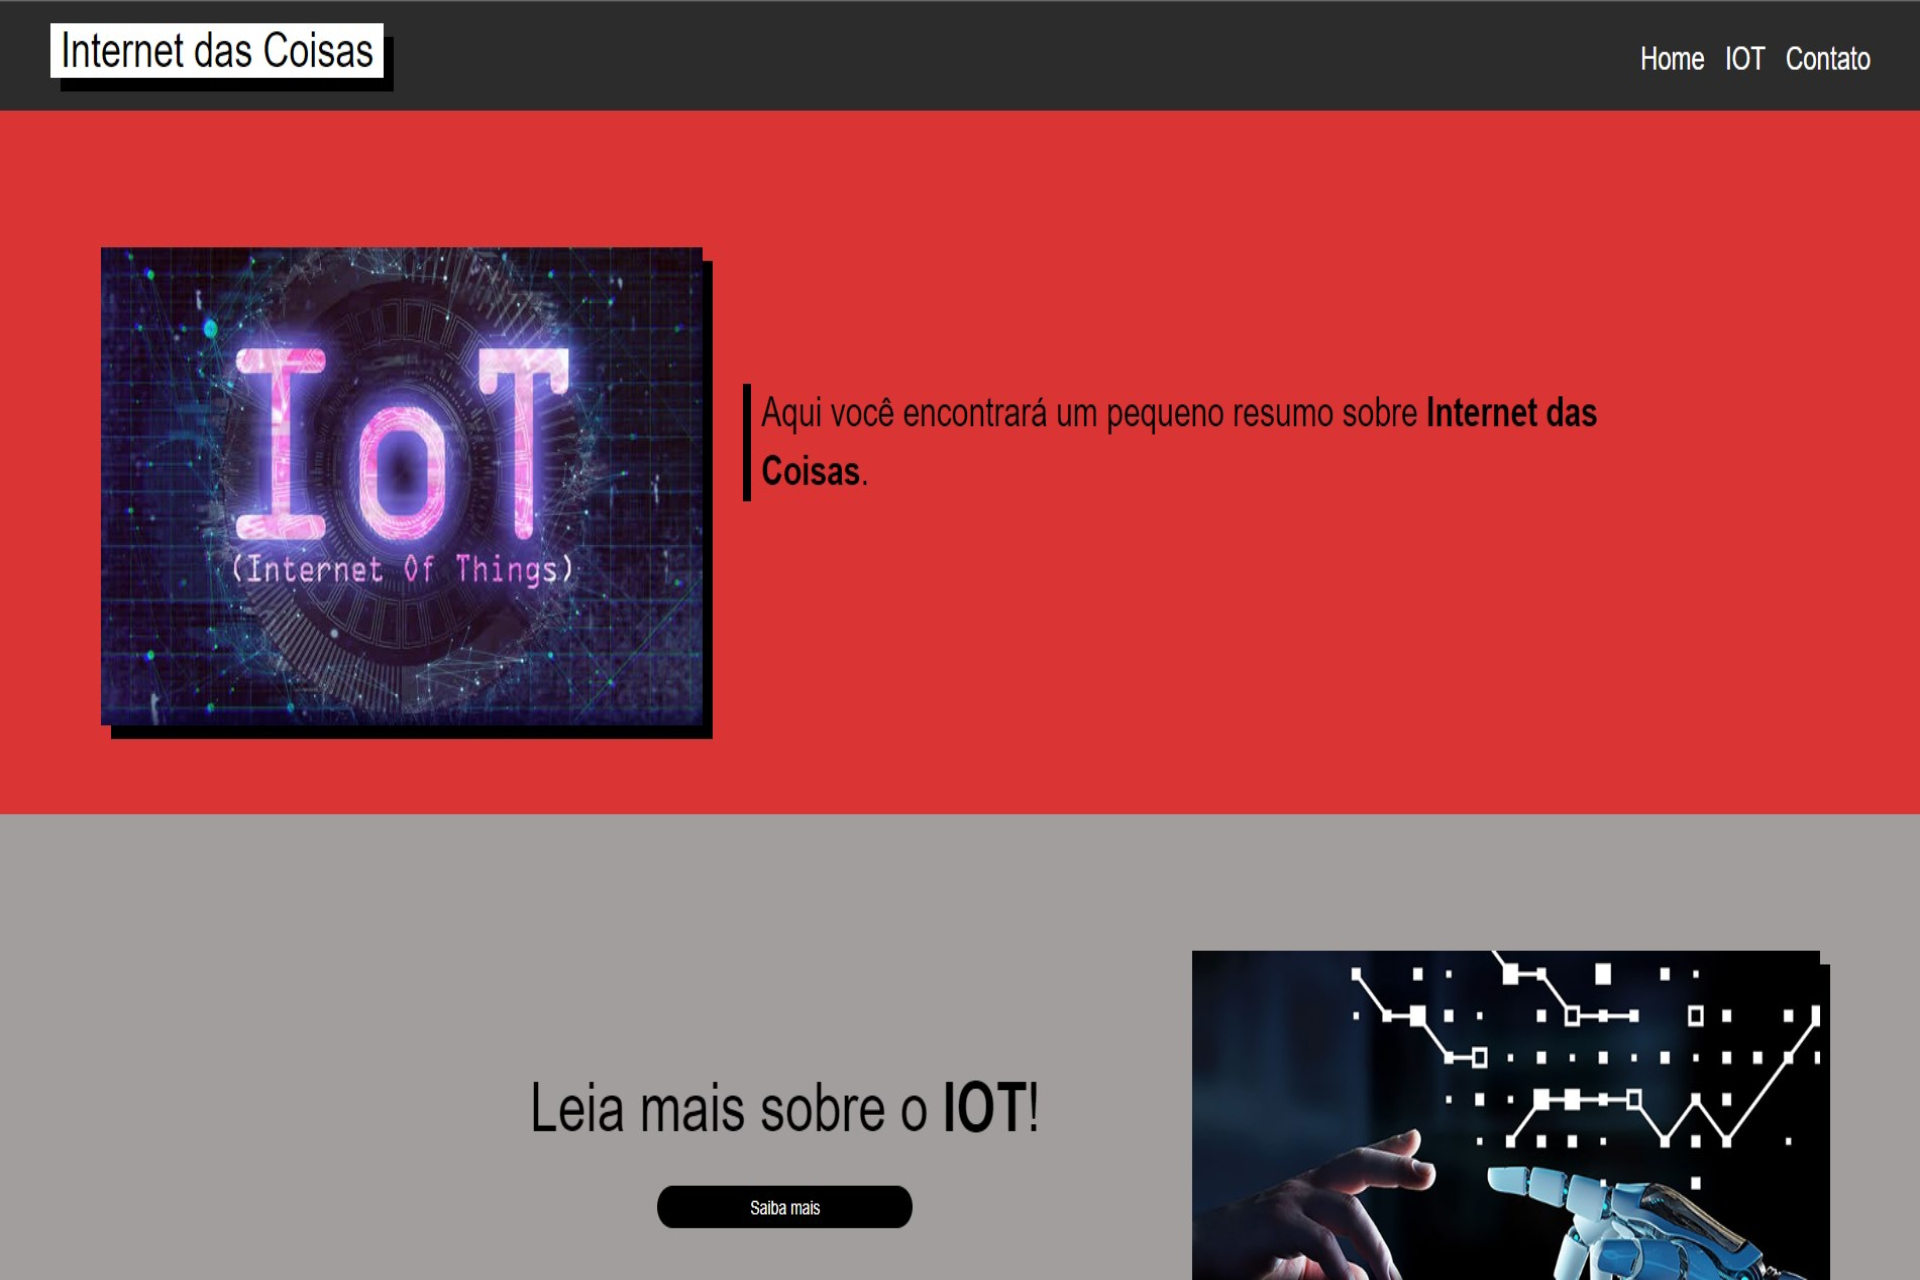 Internet das Coisas
Home IOT Contato
IoT
(Internet Of Things)
Aqui você encontrará um pequeno resumo sobre Internet das
Coisas.
Leia mais sobre o IOT!
Saiba mais